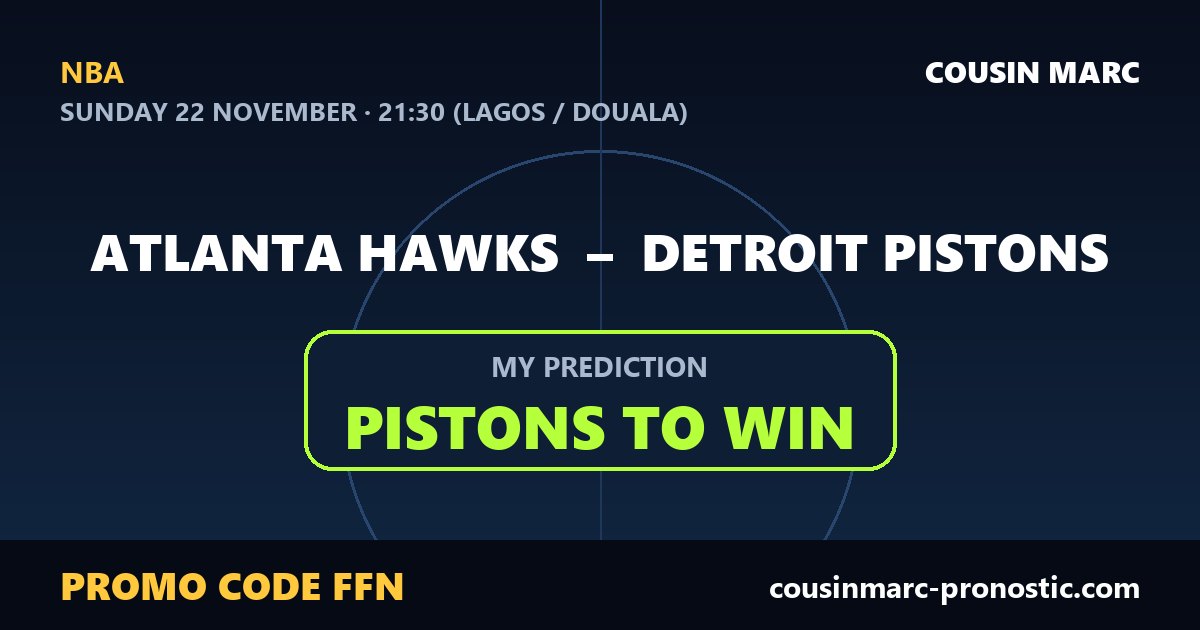 NBA
COUSIN MARC
SUNDAY 22 NOVEMBER · 21:30 (LAGOS / DOUALA)
ATLANTA HAWKS – DETROIT PISTONS
MY PREDICTION
PISTONS TO WIN
PROMO CODE FFN
cousinmarc-pronostic.com